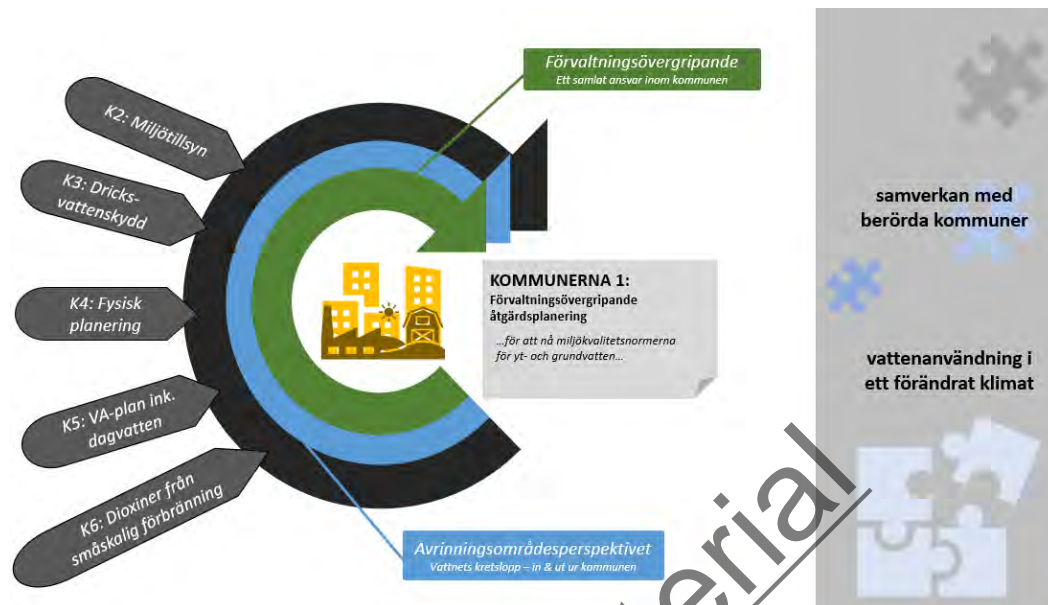 Förvaltningsövergripande
Ett samlat ansvar inom kommunen
K2: Miljötillsyn
K3: Dricks-
vattenskydd
K4: Fysisk
planering
K5: VA-plan ink.
dagvatten
K6: Dioxiner från
småskalig förbränning
KOMMUNERNA 1:
Förvaltningsövergripande
åtgärdsplanering
...för att nå miljökvalitetsnormerna
för yt- och grundvatten...
Avrinningsområdesperspektivet
Vattnets kretslopp – in & ut ur kommunen
samverkan med
berörda kommuner
vattenanvändning i
ett förändrat klimat